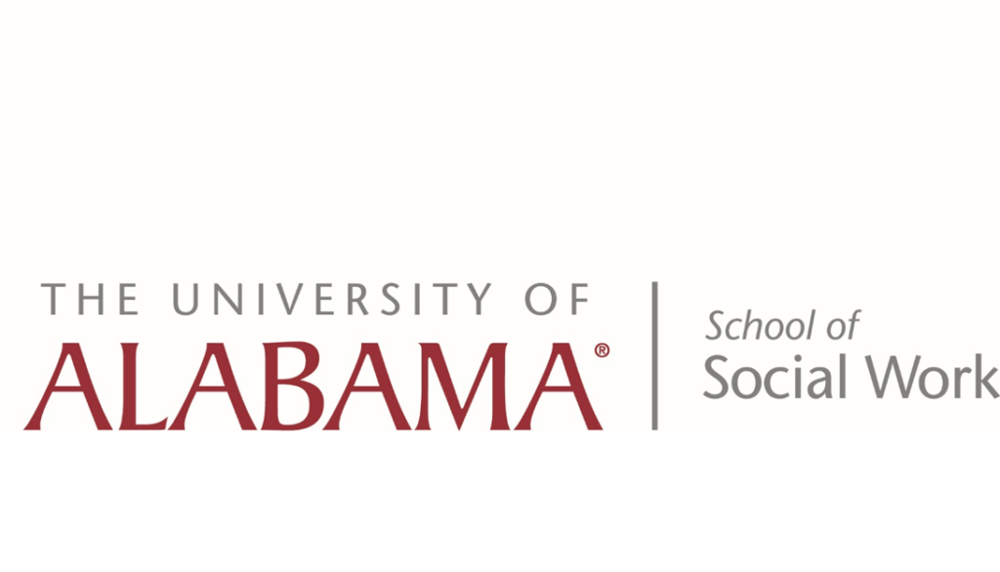 THE UNIVERSITY OF
ALABAMA®
School of
Social Work